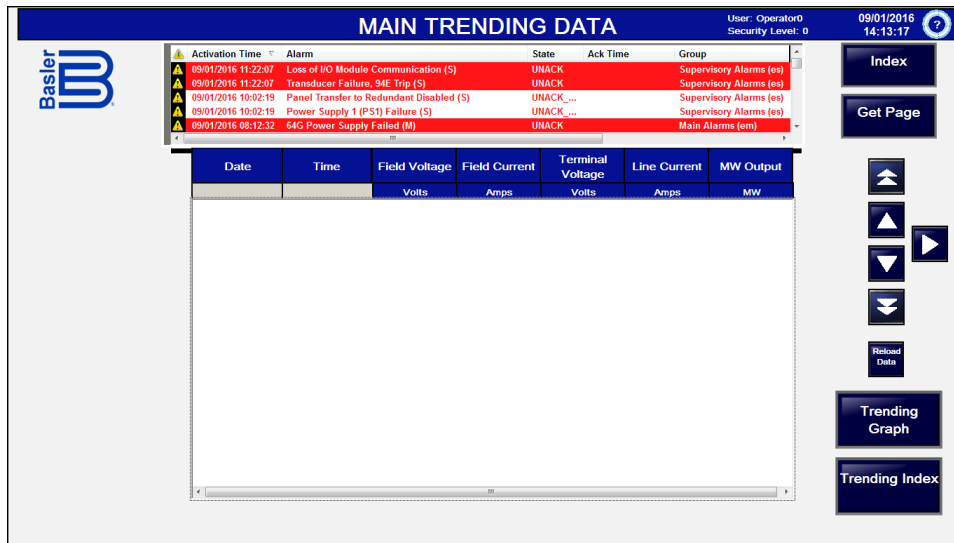 MAIN TRENDING DATA
User: Operator0
Security Level: 0
09/01/2016
14:13:17
?
Basler
Activation Time Alarm State Ack Time Group
09/01/2016 11:22:07 Loss of I/O Module Communication (S) UNACK Supervisory Alarms (es)
09/01/2016 11:22:07 Transducer Failure, 94E Trip (S) UNACK Supervisory Alarms (es)
09/01/2016 10:02:19 Panel Transfer to Redundant Disabled (S) UNACK_... Supervisory Alarms (es)
09/01/2016 10:02:19 Power Supply 1 (PS1) Failure (S) UNACK_... Supervisory Alarms (es)
09/01/2016 08:12:32 64G Power Supply Failed (M) UNACK Main Alarms (em)
Index
Get Page
Date Time Field Voltage Field Current Terminal Voltage Line Current MW Output
Volts Amps Volts Amps MW
Reload
Data
Trending
Graph
Trending Index